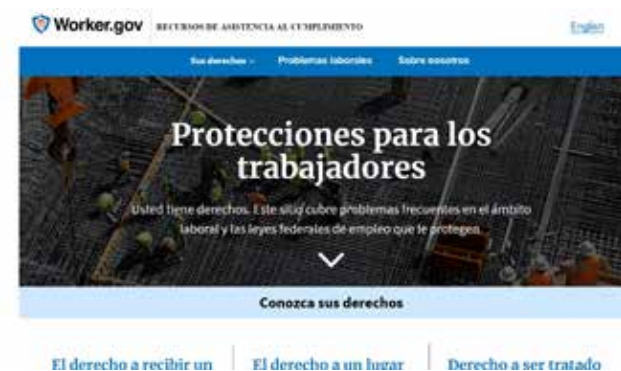 Worker.gov RECURSOS DE ASISTENCIA AL CUMPLIMIENTO English
Sus derechos Problemas laborales Sobre nosotros
Protecciones para los
trabajadores
Usted tiene derechos. Este sitio cubre problemas frecuentes en el ámbito
laboral y las leyes federales de empleo que le protegen.
Conozca sus derechos
El derecho a recibir un El derecho a un lugar Derecho a ser tratado